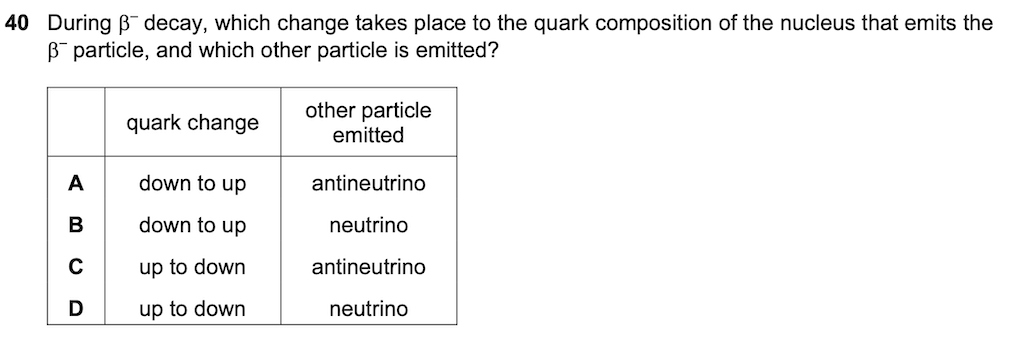 40 During β⁻ decay, which change takes place to the quark composition of the nucleus that emits the
β⁻ particle, and which other particle is emitted?
quark change other particle
emitted
A down to up antineutrino
B down to up neutrino
C up to down antineutrino
D up to down neutrino